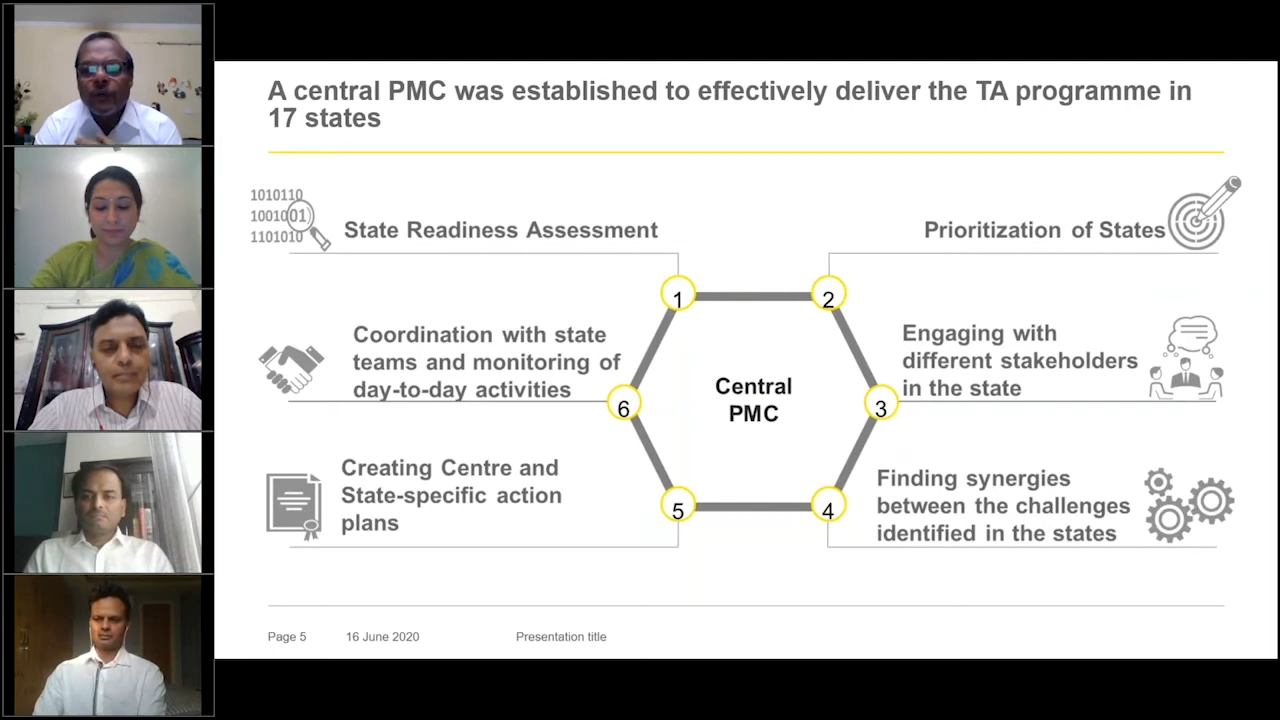 A central PMC was established to effectively deliver the TA programme in
17 states
1010110
100100101
1101010
State Readiness Assessment
Prioritization of States
1
2
Coordination with state
teams and monitoring of
day-to-day activities
Engaging with
different stakeholders
in the state
Central
PMC
6
3
Creating Centre and
State-specific action
plans
Finding synergies
between the challenges
identified in the states
5
4
Page 5
16 June 2020
Presentation title